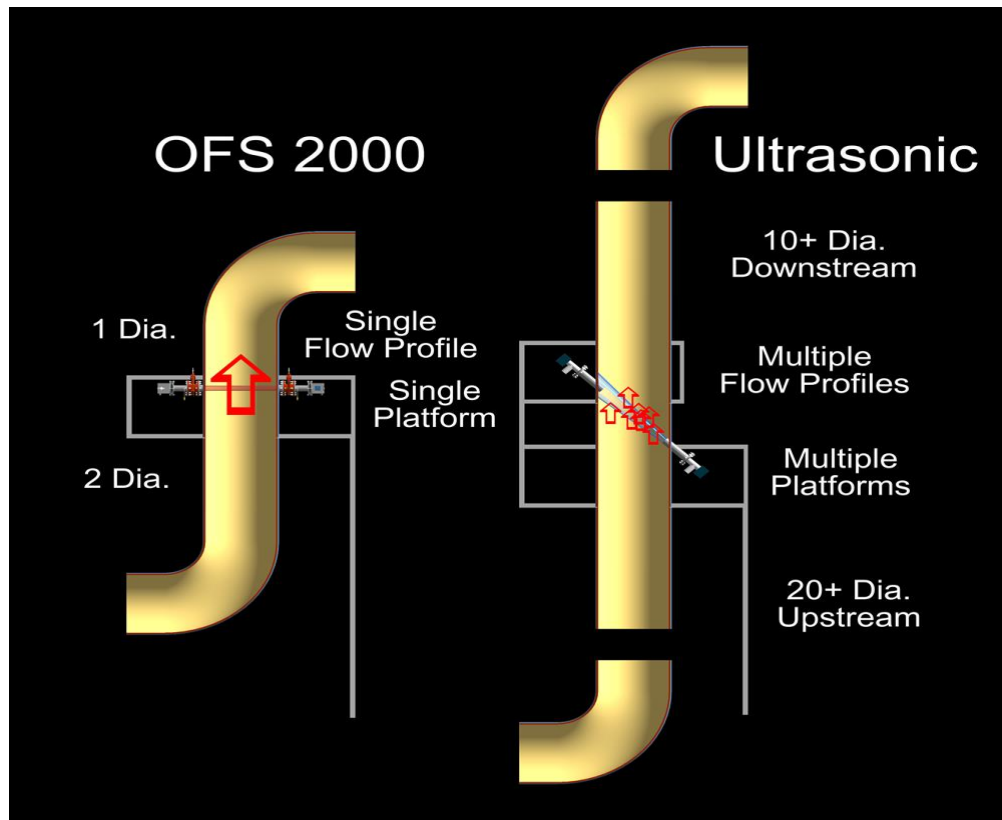 OFS 2000
1 Dia.
Single
Flow Profile
Single
Platform
2 Dia.
Ultrasonic
10+ Dia.
Downstream
Multiple
Flow Profiles
Multiple
Platforms
20+ Dia.
Upstream